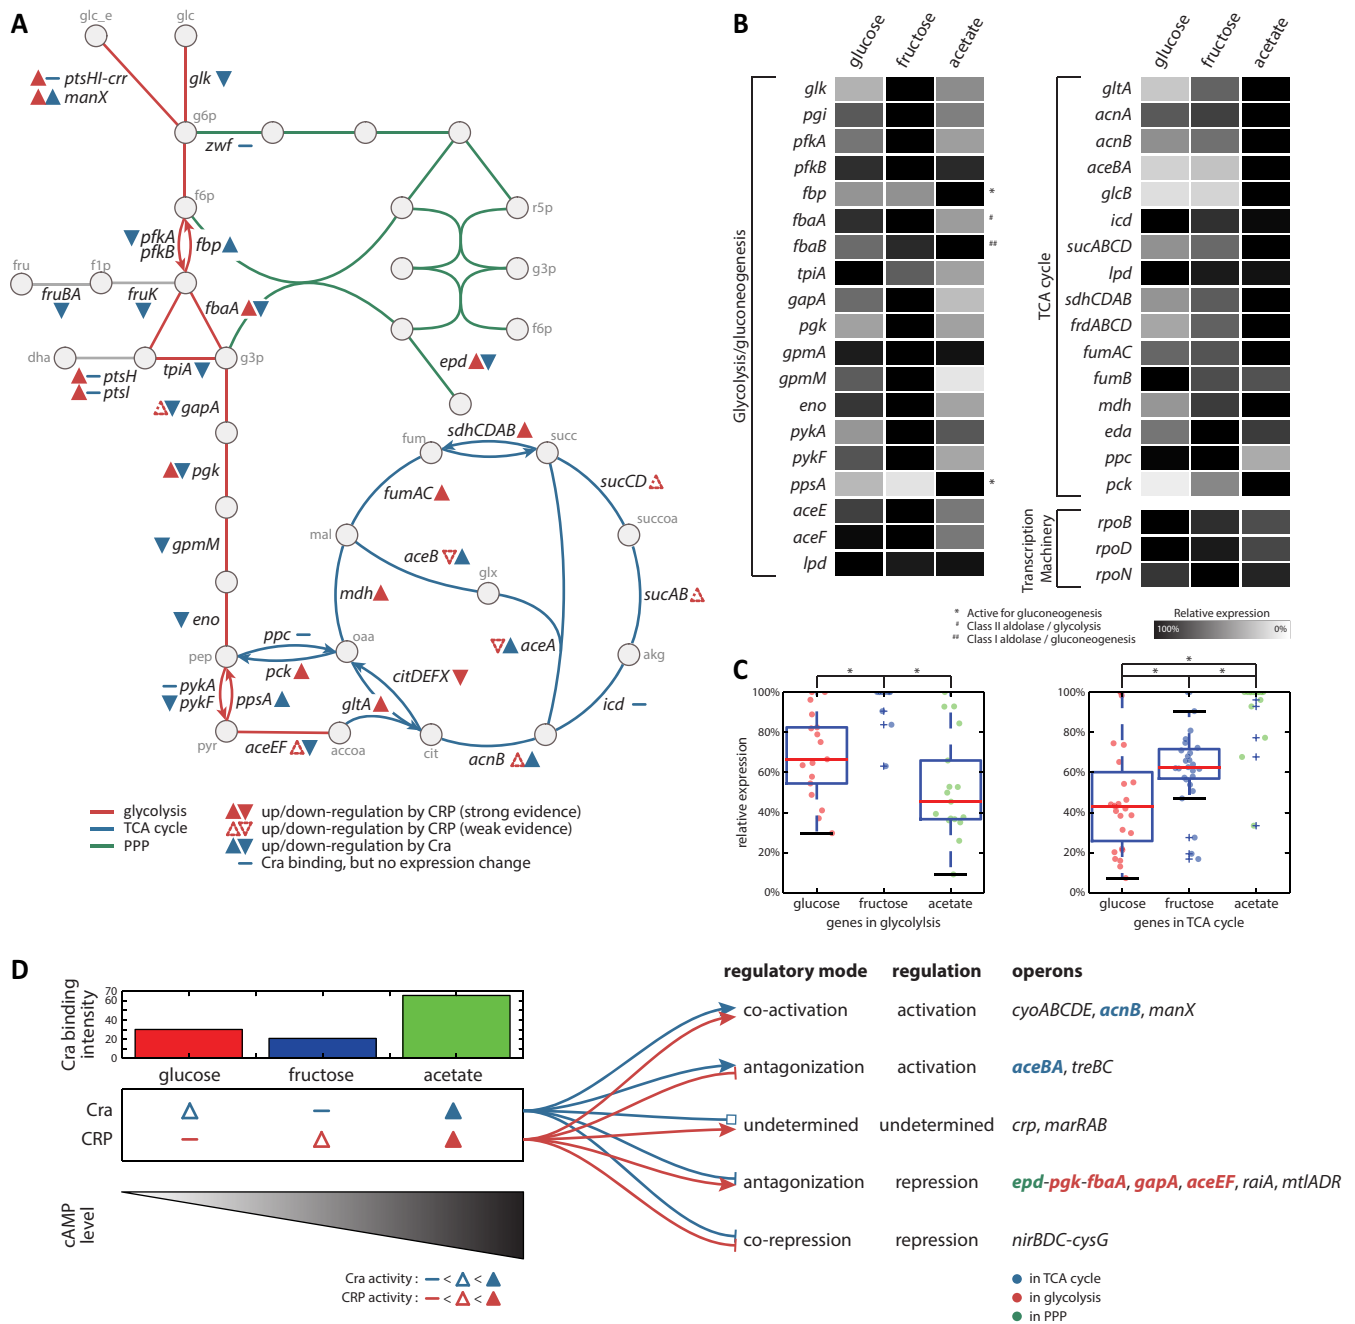 A
glc_e
glc
ptsHI-crr
manX
glk
g6p
zwf
f6p
r5p
pfkA
pfkB
fbp
fru
f1p
g3p
fruBA
fruK
fbaA
f6p
dha
g3p
epd
ptsH
ptsI
tpiA
gapA
pgk
gpmM
eno
fum
sdhCDAB
succ
sucCD
fumAC
succoa
mal
aceB
glx
mdh
sucAB
ppc
oaa
aceA
akg
pep
pck
citDEFX
pykA
pykF
ppsA
gltA
icd
pyr
aceEF
accoa
cit
acnB
glycolysis
TCA cycle
PPP
up/down-regulation by CRP (strong evidence)
up/down-regulation by CRP (weak evidence)
up/down-regulation by Cra
Cra binding, but no expression change
B
glucose
fructose
acetate
Glycolysis/gluconeogenesis
glk
pgi
pfkA
pfkB
fbp *
fbaA #
fbaB ##
tpiA
gapA
pgk
gpmA
gpmM
eno
pykA
pykF
ppsA *
aceE
aceF
lpd
glucose
fructose
acetate
TCA cycle
gltA
acnA
acnB
aceBA
glcB
icd
sucABCD
lpd
sdhCDAB
frdABCD
fumAC
fumB
mdh
eda
ppc
pck
Transcription
Machinery
rpoB
rpoD
rpoN
* Active for gluconeogenesis
# Class II aldolase / glycolysis
## Class I aldolase / gluconeogenesis
Relative expression
100% 0%
C
* *
100%
80%
60%
40%
20%
0%
relative expression
glucose fructose acetate
genes in glycolylsis
*
* *
100%
80%
60%
40%
20%
0%
glucose fructose acetate
genes in TCA cycle
D
Cra binding
intensity
70
60
40
20
0
glucose fructose acetate
Cra
CRP
cAMP
level
Cra activity : – < △ < ▲
CRP activity : – < △ < ▲
regulatory mode regulation operons
co-activation activation cyoABCDE, acnB, manX
antagonization activation aceBA, treBC
undetermined undetermined crp, marRAB
antagonization repression epd-pgk-fbaA, gapA, aceEF, raiA, mtlADR
co-repression repression nirBDC-cysG
in TCA cycle
in glycolysis
in PPP